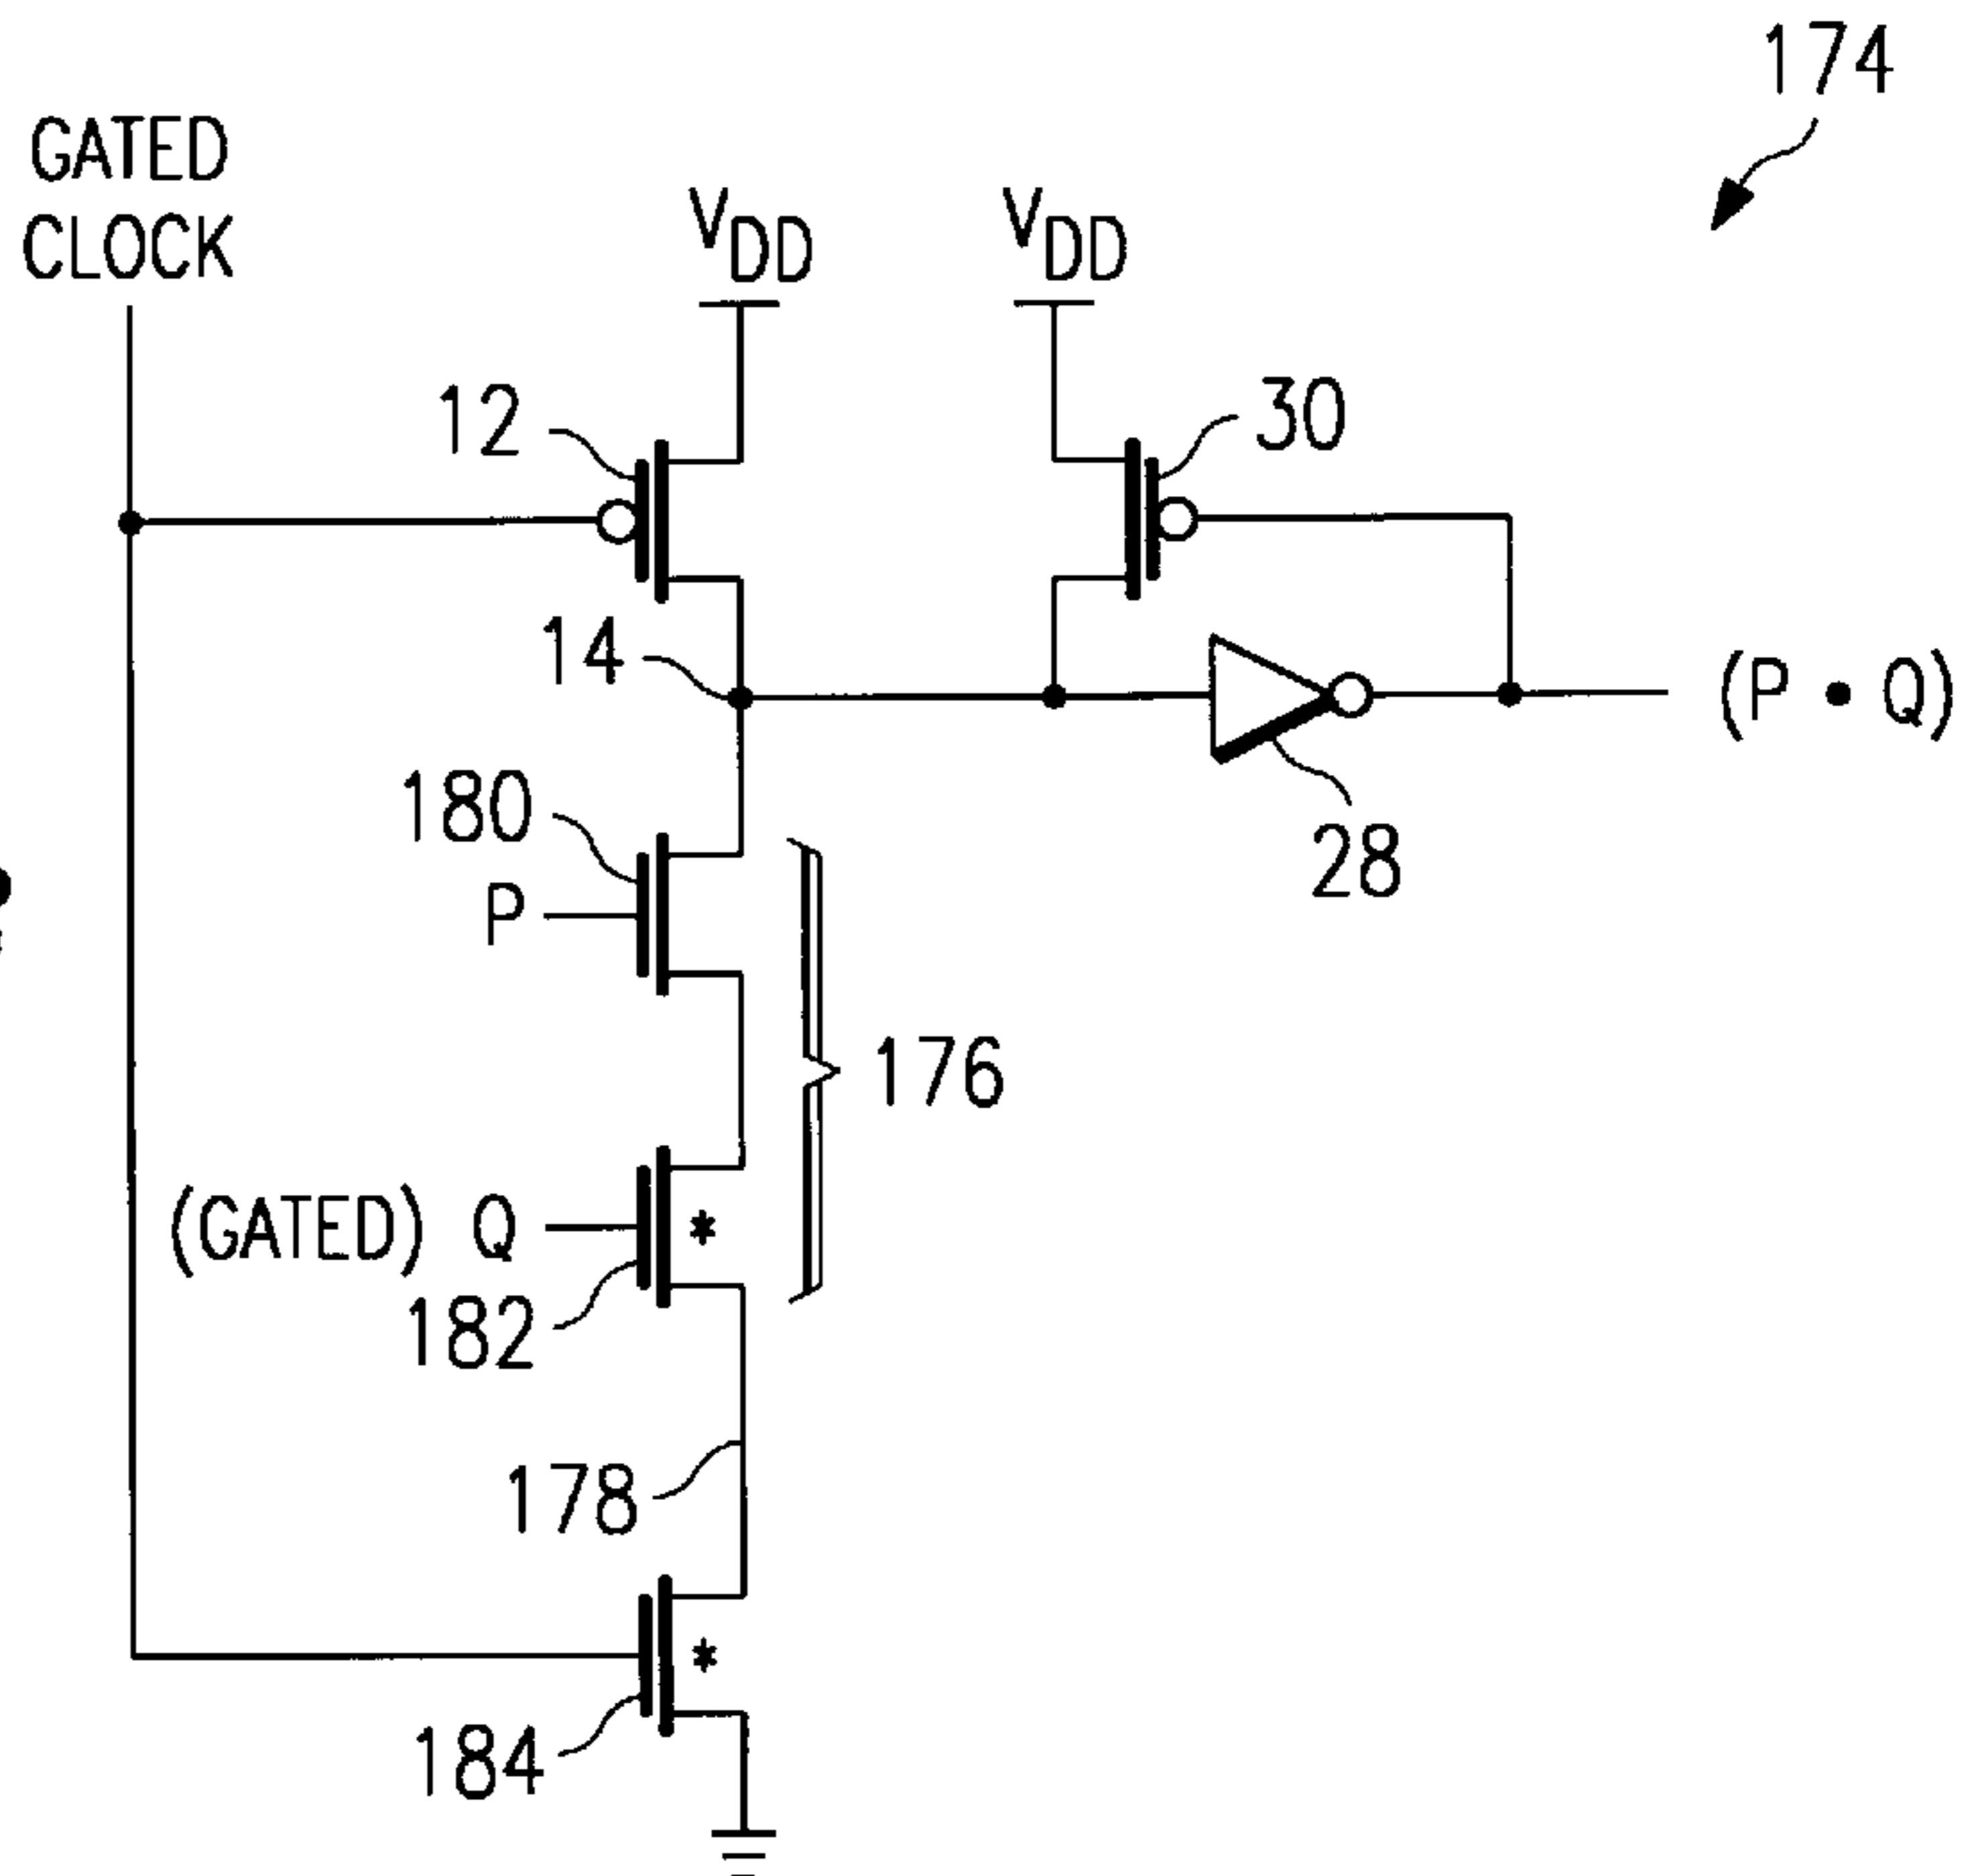 174
GATED
CLOCK
VDD
VDD
12
30
14
(P • Q)
180
28
P
176
(GATED) Q
*
182
178
*
184